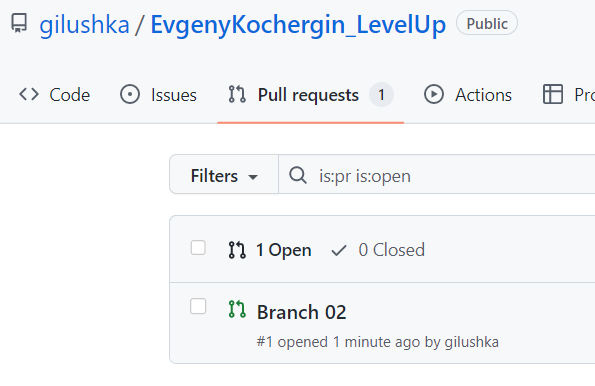 gilushka / EvgenyKochergin_LevelUp Public
Code Issues Pull requests 1 Actions Pr
Filters is:pr is:open
1 Open 0 Closed
Branch 02
#1 opened 1 minute ago by gilushka